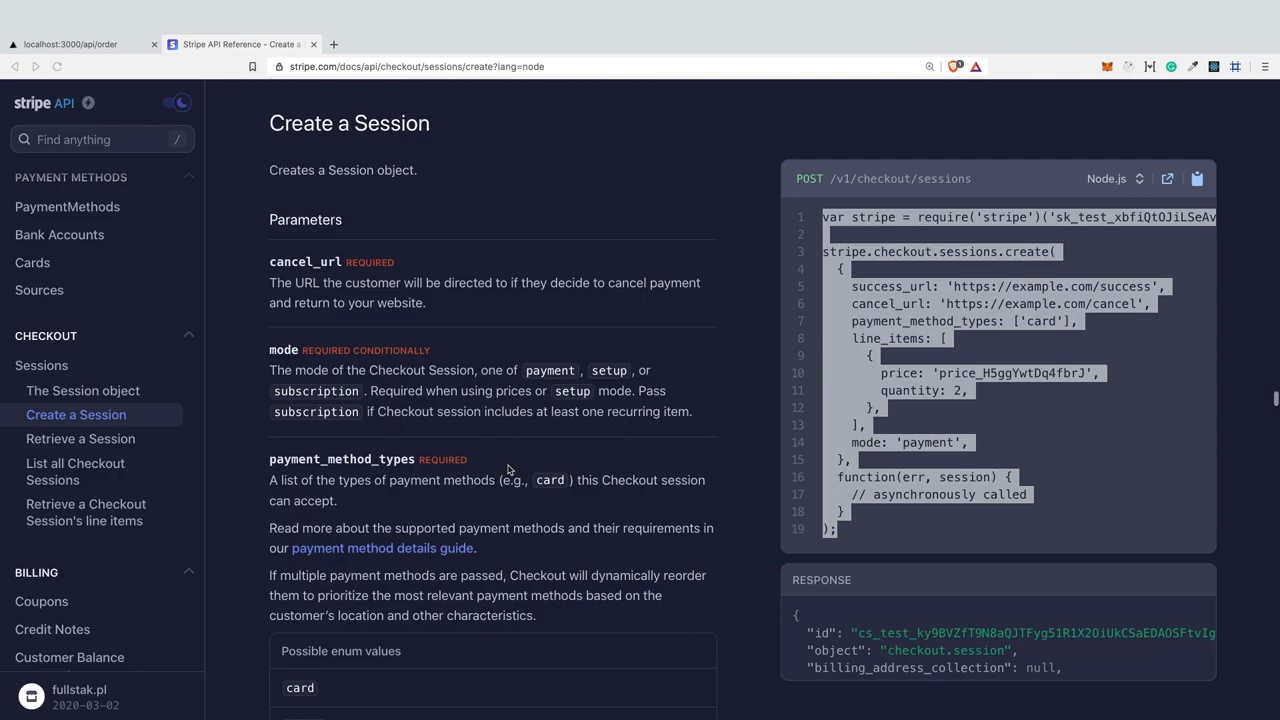 localhost:3000/api/order
Stripe API Reference - Create a
stripe.com/docs/api/checkout/sessions/create?lang=node
1
stripe API
Find anything /
PAYMENT METHODS
PaymentMethods
Bank Accounts
Cards
Sources
CHECKOUT
Sessions
The Session object
Create a Session
Retrieve a Session
List all Checkout
Sessions
Retrieve a Checkout
Session's line items
BILLING
Coupons
Credit Notes
Customer Balance
fullstak.pl
2020-03-02
Create a Session
Creates a Session object.
Parameters
cancel_url REQUIRED
The URL the customer will be directed to if they decide to cancel payment
and return to your website.
mode REQUIRED CONDITIONALLY
The mode of the Checkout Session, one of payment, setup, or
subscription. Required when using prices or setup mode. Pass
subscription if Checkout session includes at least one recurring item.
payment_method_types REQUIRED
A list of the types of payment methods (e.g., card) this Checkout session
can accept.
Read more about the supported payment methods and their requirements in
our payment method details guide.
If multiple payment methods are passed, Checkout will dynamically reorder
them to prioritize the most relevant payment methods based on the
customer's location and other characteristics.
Possible enum values
card
POST /v1/checkout/sessions Node.js
1 var stripe = require('stripe')('sk_test_xbfiQtOJiLSeAv
2
3 stripe.checkout.sessions.create(
4 {
5 success_url: 'https://example.com/success',
6 cancel_url: 'https://example.com/cancel',
7 payment_method_types: ['card'],
8 line_items: [
9 {
10 price: 'price_H5ggYwtDq4fbrJ',
11 quantity: 2,
12 },
13 ],
14 mode: 'payment',
15 },
16 function(err, session) {
17 // asynchronously called
18 }
19 );
RESPONSE
{
"id": "cs_test_ky9BVZfT9N8aQJTFyg51R1X2OiUkCSaEDAOSFtvIg
"object": "checkout.session",
"billing_address_collection": null,